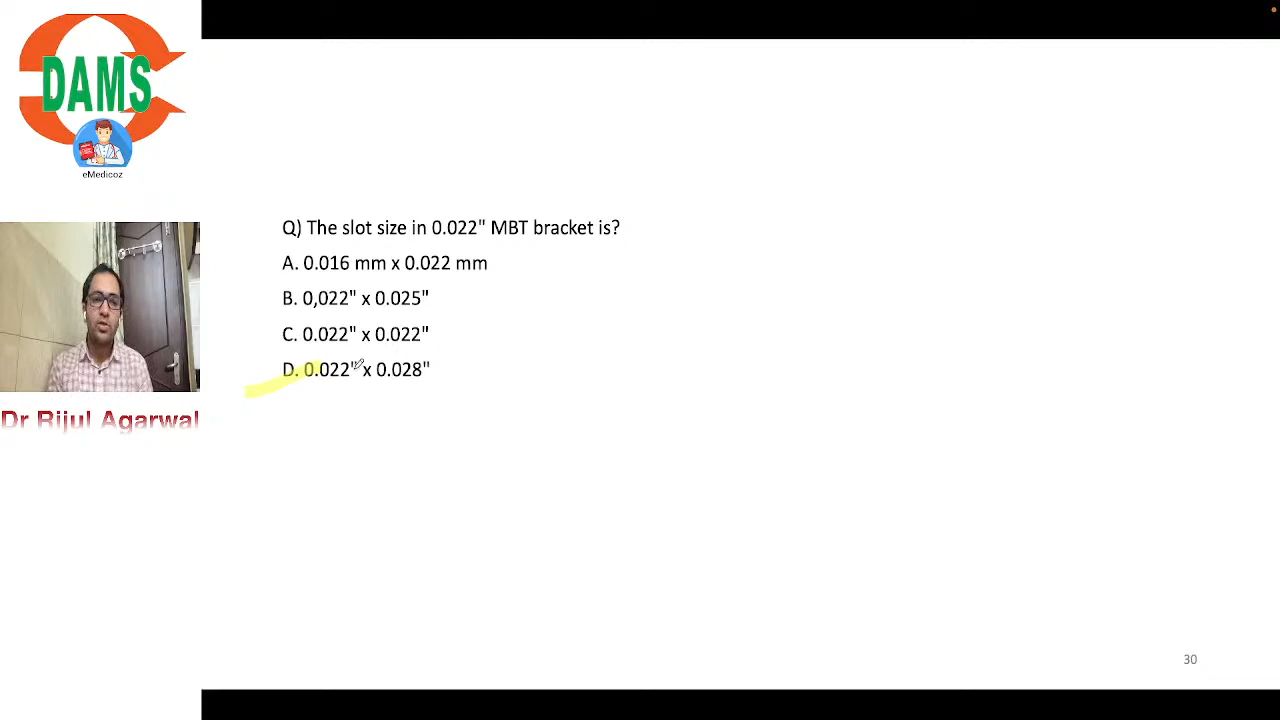 DAMS
eMedicoz
Dr Rijul Agarwal
Q) The slot size in 0.022" MBT bracket is?
A. 0.016 mm x 0.022 mm
B. 0,022" x 0.025"
C. 0.022" x 0.022"
D. 0.022" x 0.028"
30